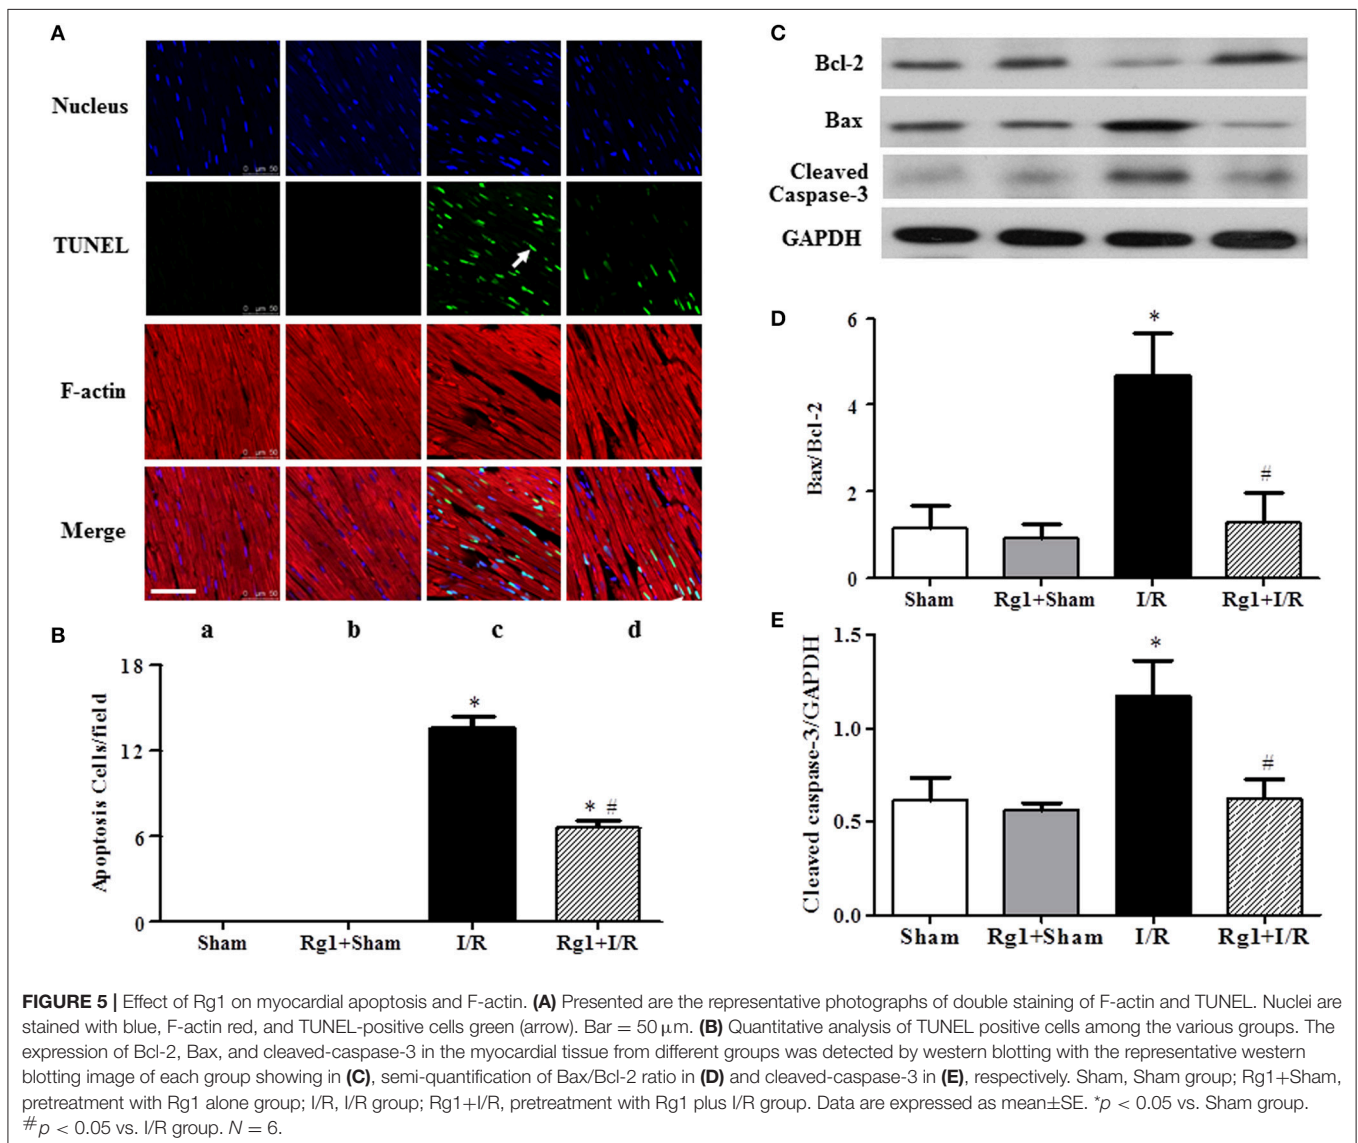 A
Nucleus
0 µm 50
TUNEL
0 µm 50
F-actin
0 µm 50
Merge
a b c d
B
Apoptosis Cells/field
18
12
6
0
*
* #
Sham Rg1+Sham I/R Rg1+I/R
C
Bcl-2
Bax
Cleaved
Caspase-3
GAPDH
D
Bax/Bcl-2
6
4
2
0
*
#
Sham Rg1+Sham I/R Rg1+I/R
E
Cleaved caspase-3/GAPDH
1.5
1.0
0.5
0.0
*
#
Sham Rg1+Sham I/R Rg1+I/R
FIGURE 5 | Effect of Rg1 on myocardial apoptosis and F-actin. (A) Presented are the representative photographs of double staining of F-actin and TUNEL. Nuclei are
stained with blue, F-actin red, and TUNEL-positive cells green (arrow). Bar = 50 µm. (B) Quantitative analysis of TUNEL positive cells among the various groups. The
expression of Bcl-2, Bax, and cleaved-caspase-3 in the myocardial tissue from different groups was detected by western blotting with the representative western
blotting image of each group showing in (C), semi-quantification of Bax/Bcl-2 ratio in (D) and cleaved-caspase-3 in (E), respectively. Sham, Sham group; Rg1+Sham,
pretreatment with Rg1 alone group; I/R, I/R group; Rg1+I/R, pretreatment with Rg1 plus I/R group. Data are expressed as mean±SE. *p < 0.05 vs. Sham group.
#p < 0.05 vs. I/R group. N = 6.